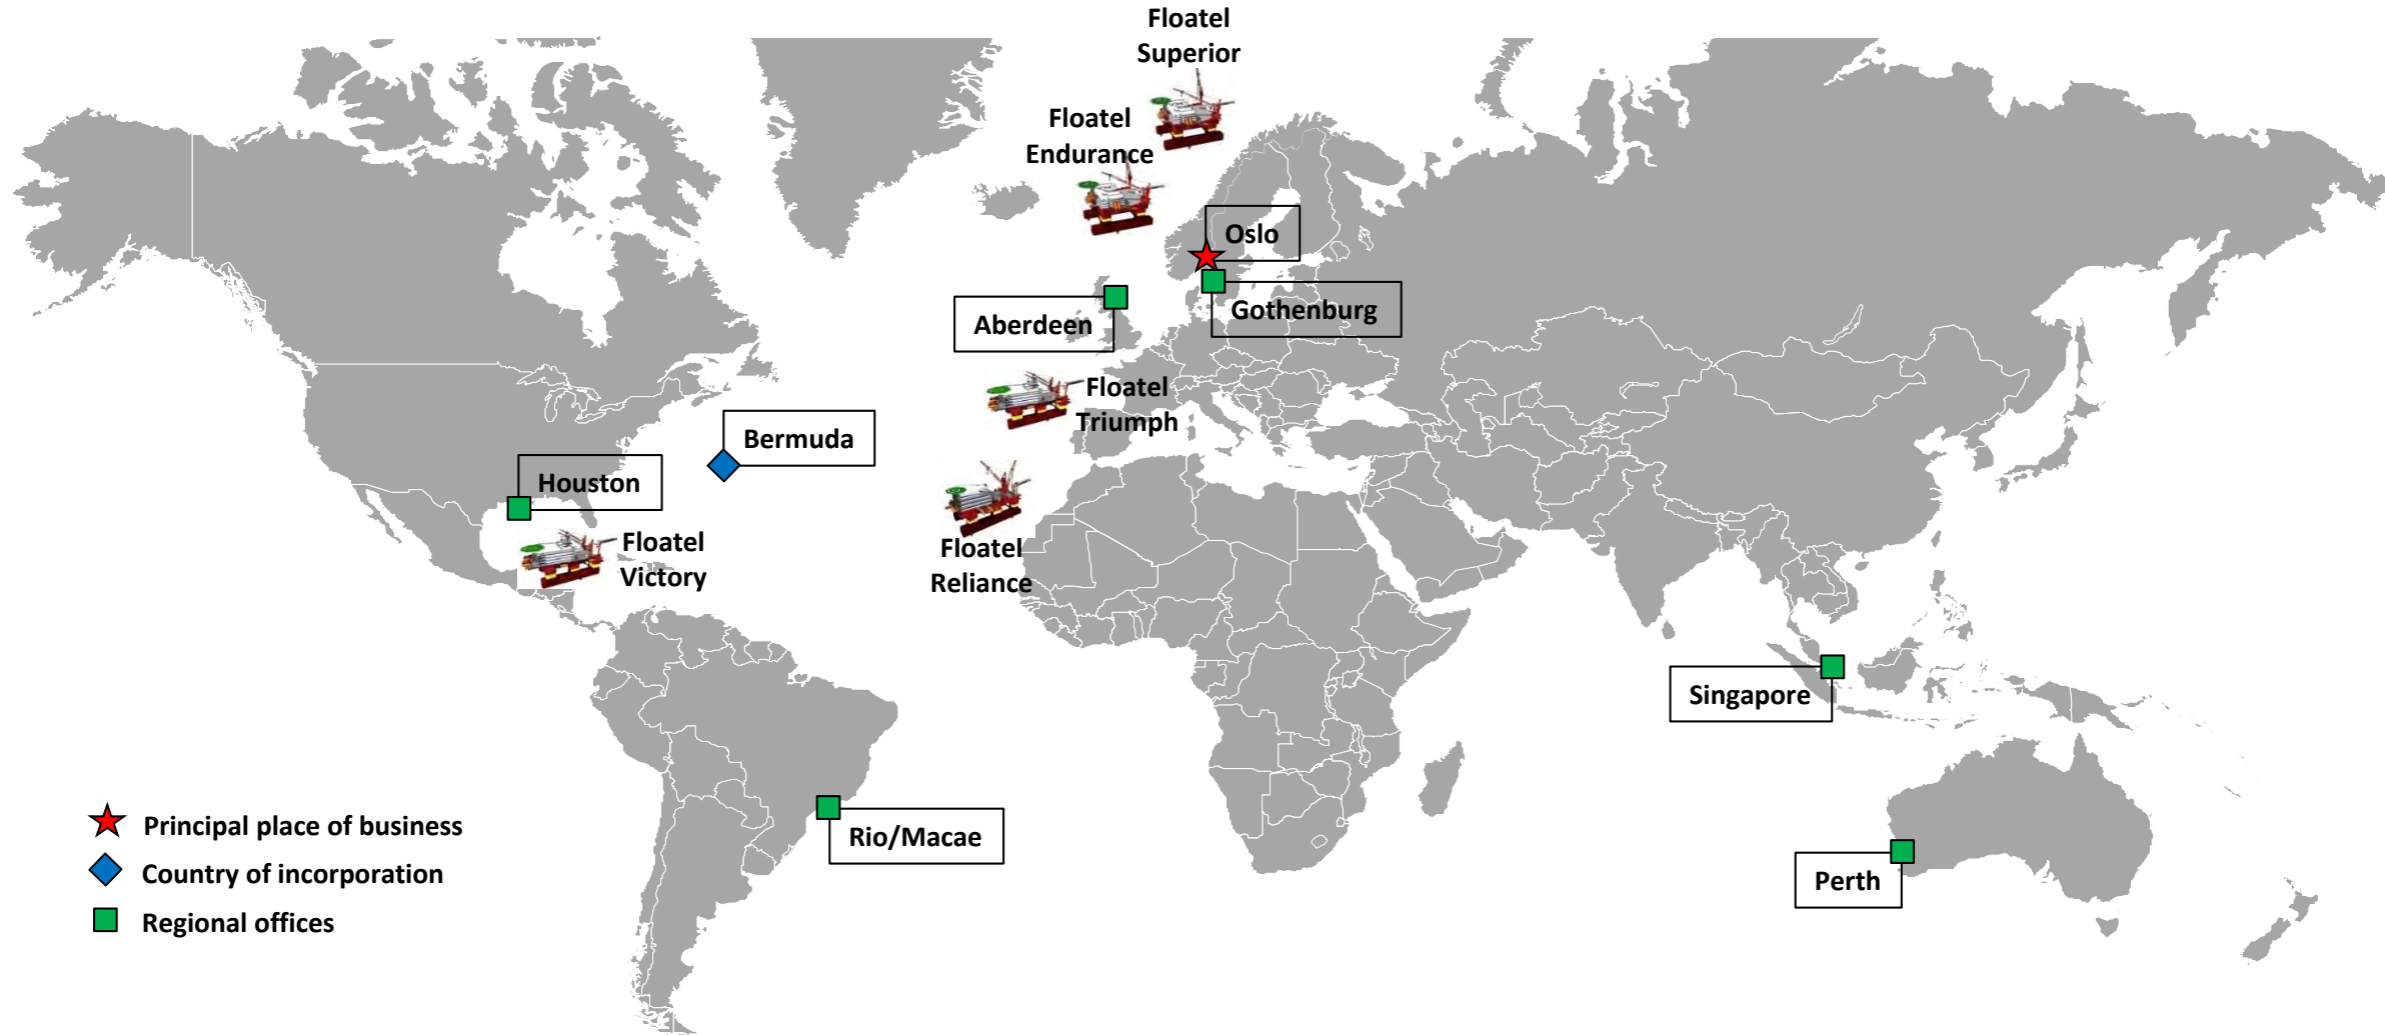 Floatel
Superior
Floatel
Endurance
Oslo
Gothenburg
Aberdeen
Floatel
Triumph
Bermuda
Houston
Floatel
Victory
Floatel
Reliance
Singapore
Rio/Macae
Perth
Principal place of business
Country of incorporation
Regional offices